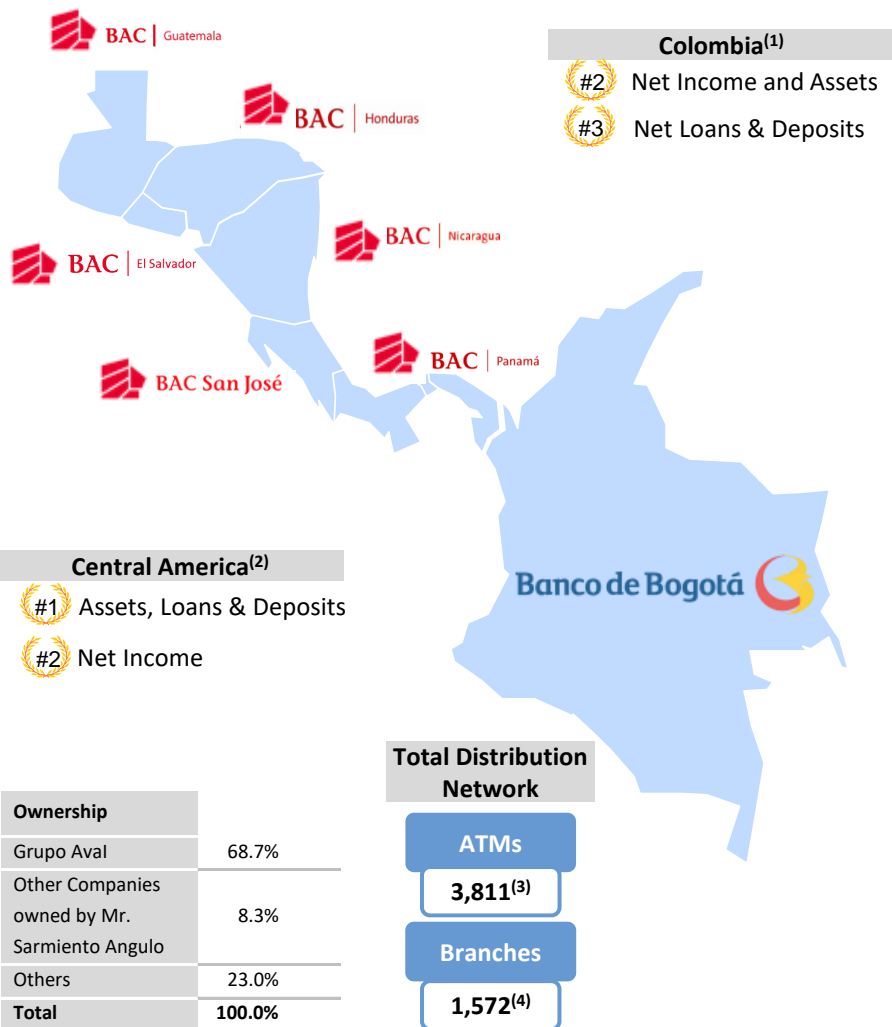 BAC | Guatemala
Colombia(1)
#2 Net Income and Assets
#3 Net Loans & Deposits
BAC | Honduras
BAC | Nicaragua
BAC | El Salvador
BAC | Panamá
BAC San José
Central America(2)
#1 Assets, Loans & Deposits
#2 Net Income
Banco de Bogotá
Total Distribution
Network
ATMs
3,811(3)
Branches
1,572(4)
Ownership
Grupo Aval 68.7%
Other Companies
owned by Mr. 8.3%
Sarmiento Angulo
Others 23.0%
Total 100.0%